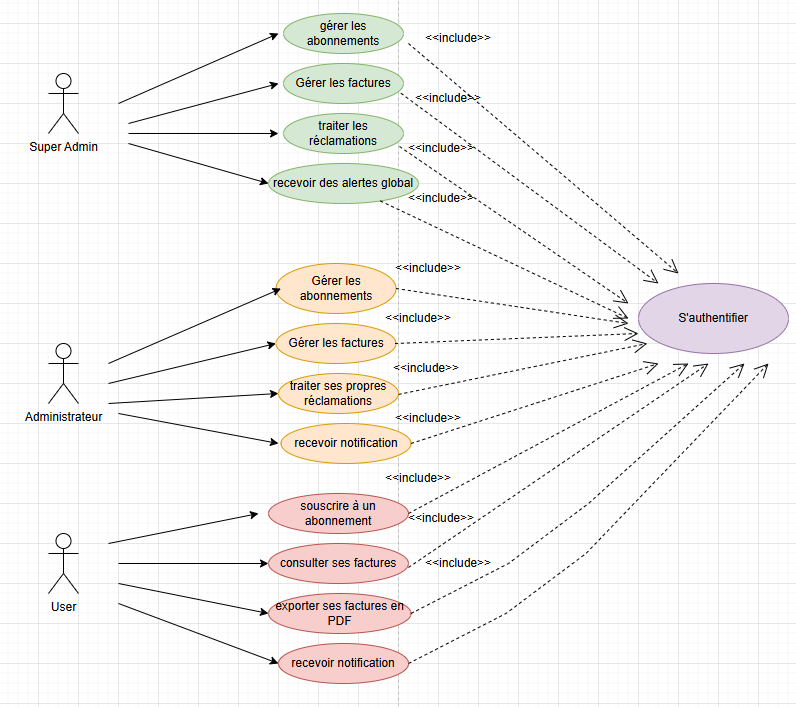 gérer les
abonnements
<<include>>
Gérer les factures
<<include>>
traiter les
réclamations
<<include>>
Super Admin
recevoir des alertes global
<<include>>
<<include>>
Gérer les
abonnements
S'authentifier
<<include>>
Gérer les factures
<<include>>
traiter ses propres
réclamations
Administrateur
<<include>>
recevoir notification
<<include>>
souscrire à un
abonnement
<<include>>
consulter ses factures
<<include>>
User
exporter ses factures en
PDF
recevoir notification